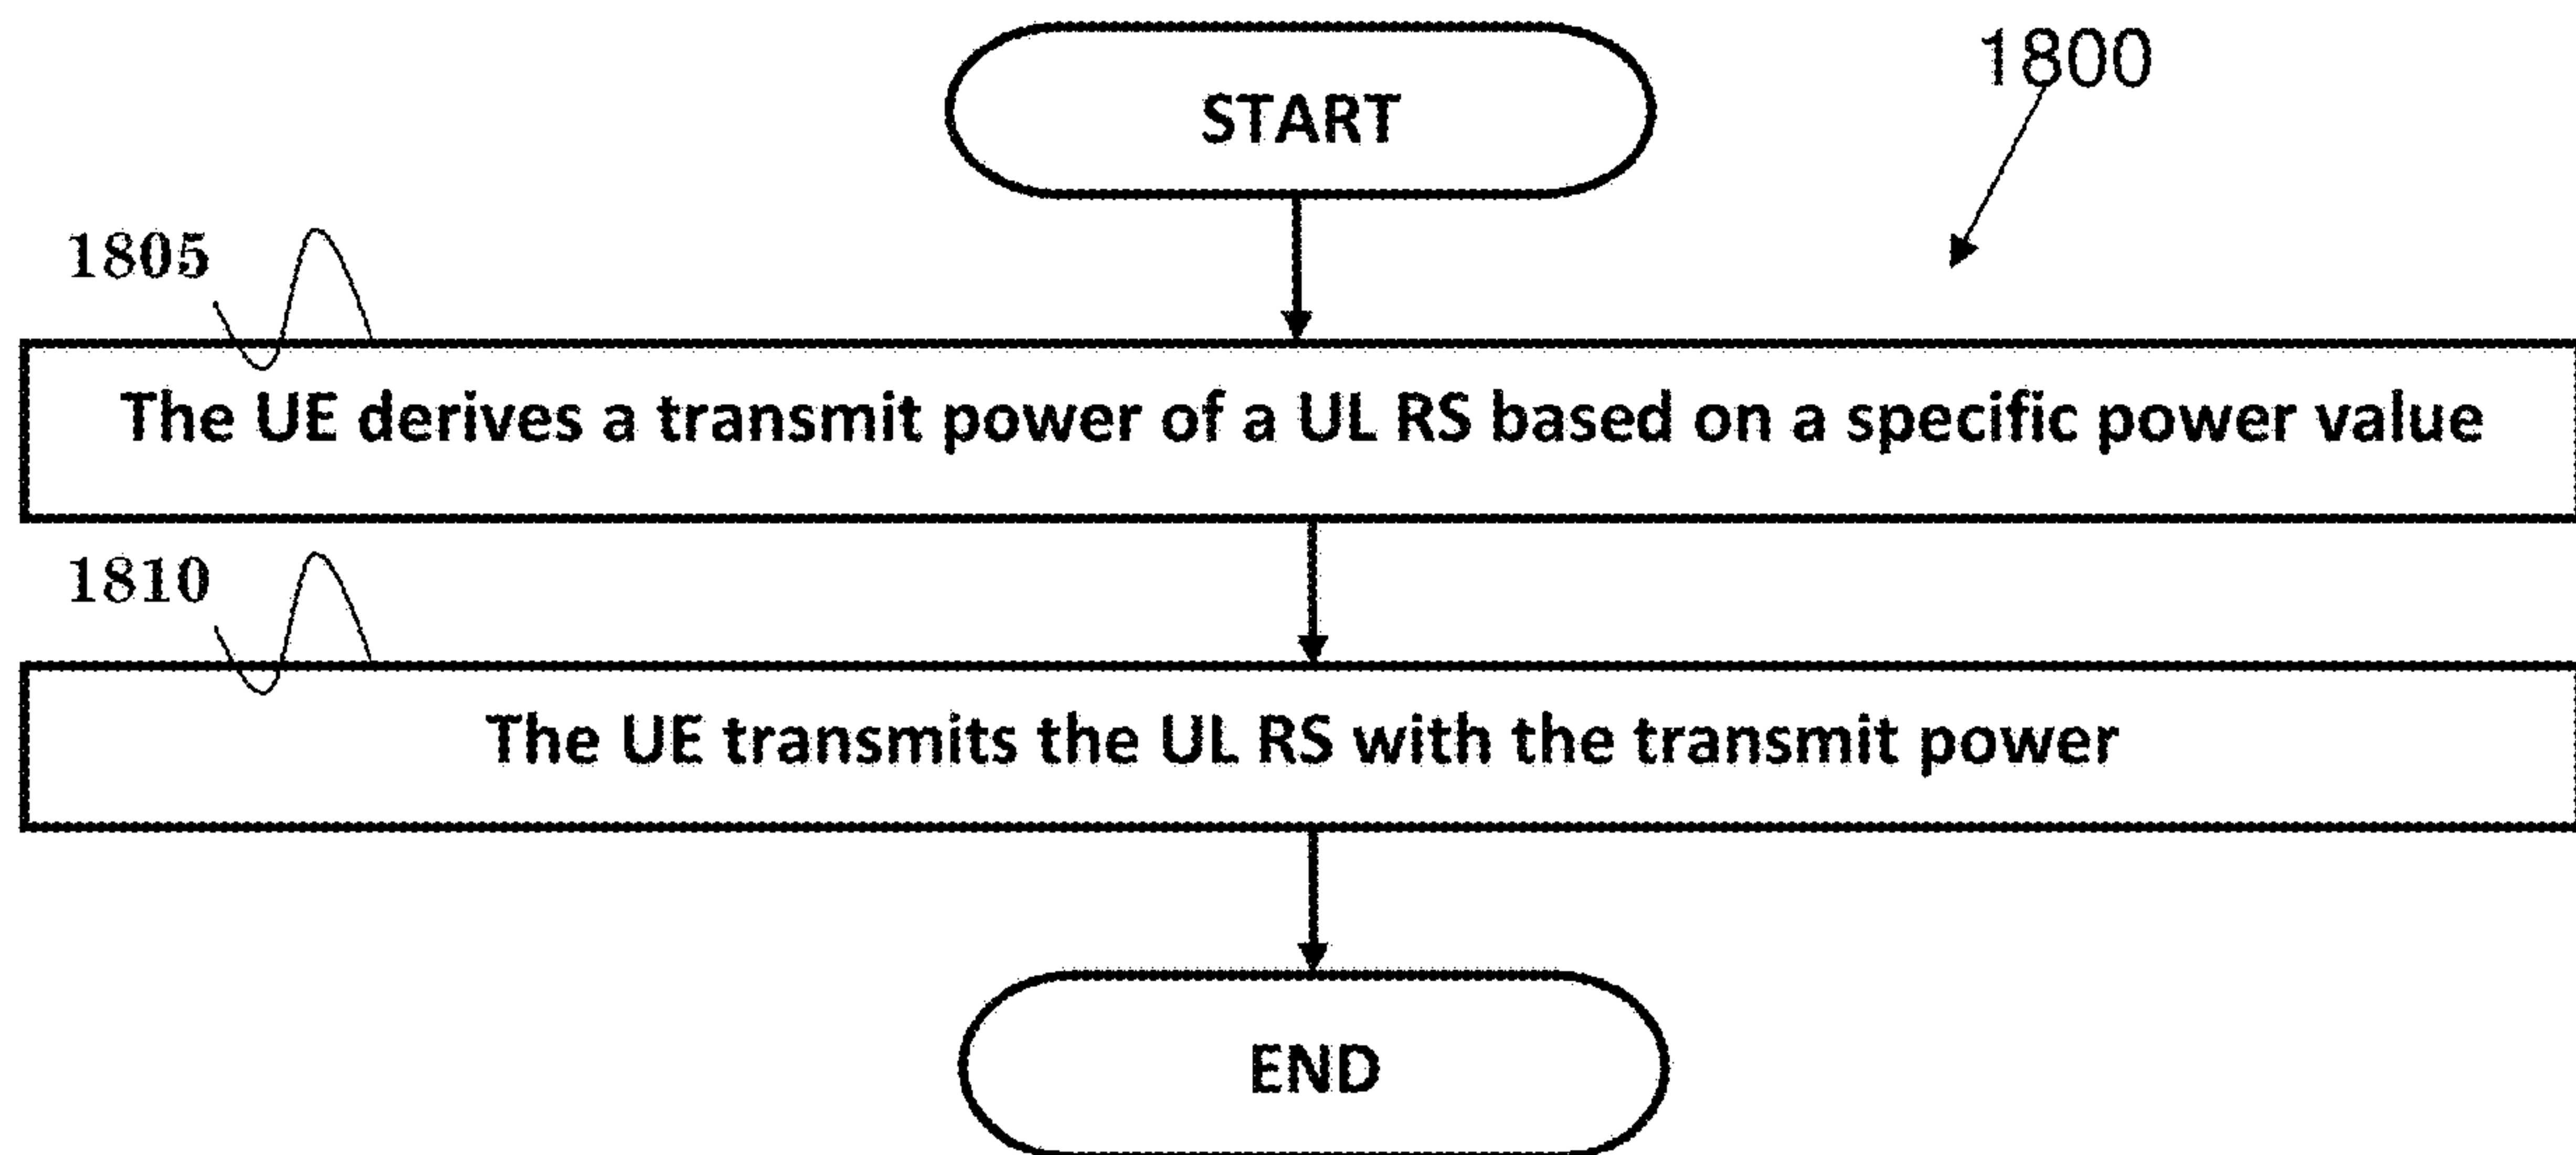 START
1800
1805
The UE derives a transmit power of a UL RS based on a specific power value
1810
The UE transmits the UL RS with the transmit power
END